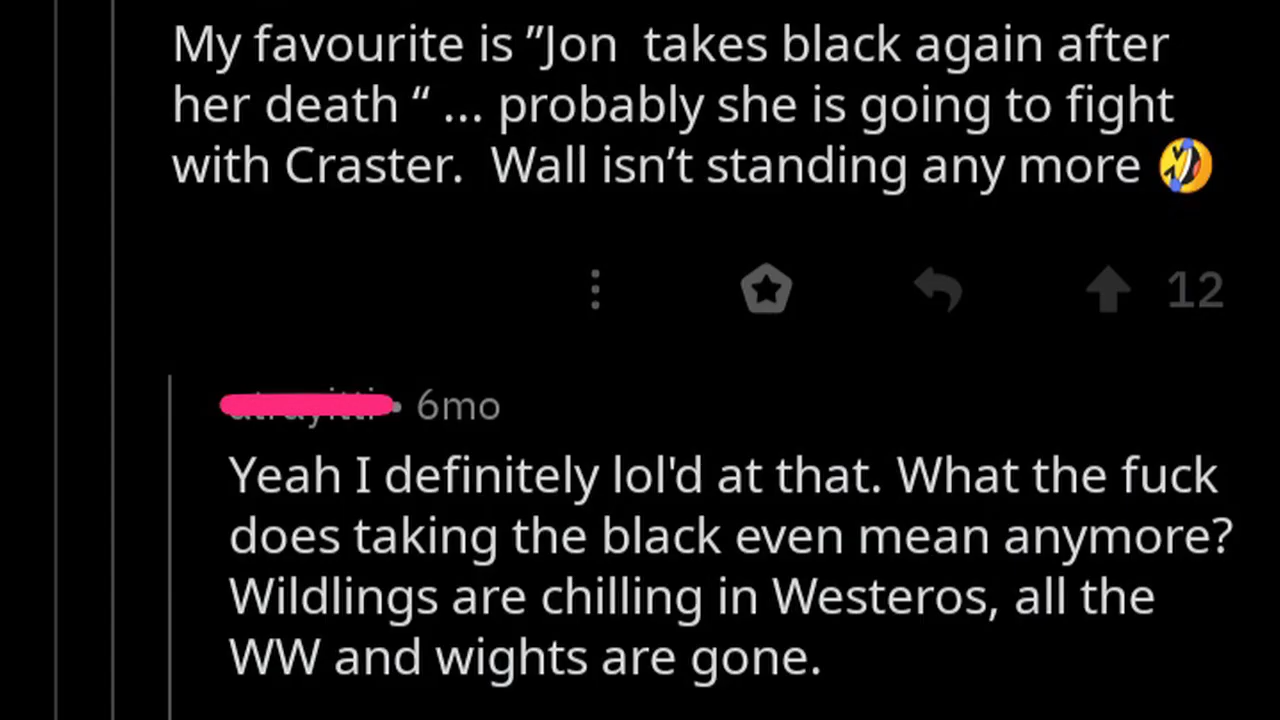 My favourite is ”Jon  takes black again after
her death “ ... probably she is going to fight
with Craster.  Wall isn’t standing any more 🤣
12
• 6mo
Yeah I definitely lol'd at that. What the fuck
does taking the black even mean anymore?
Wildlings are chilling in Westeros, all the
WW and wights are gone.